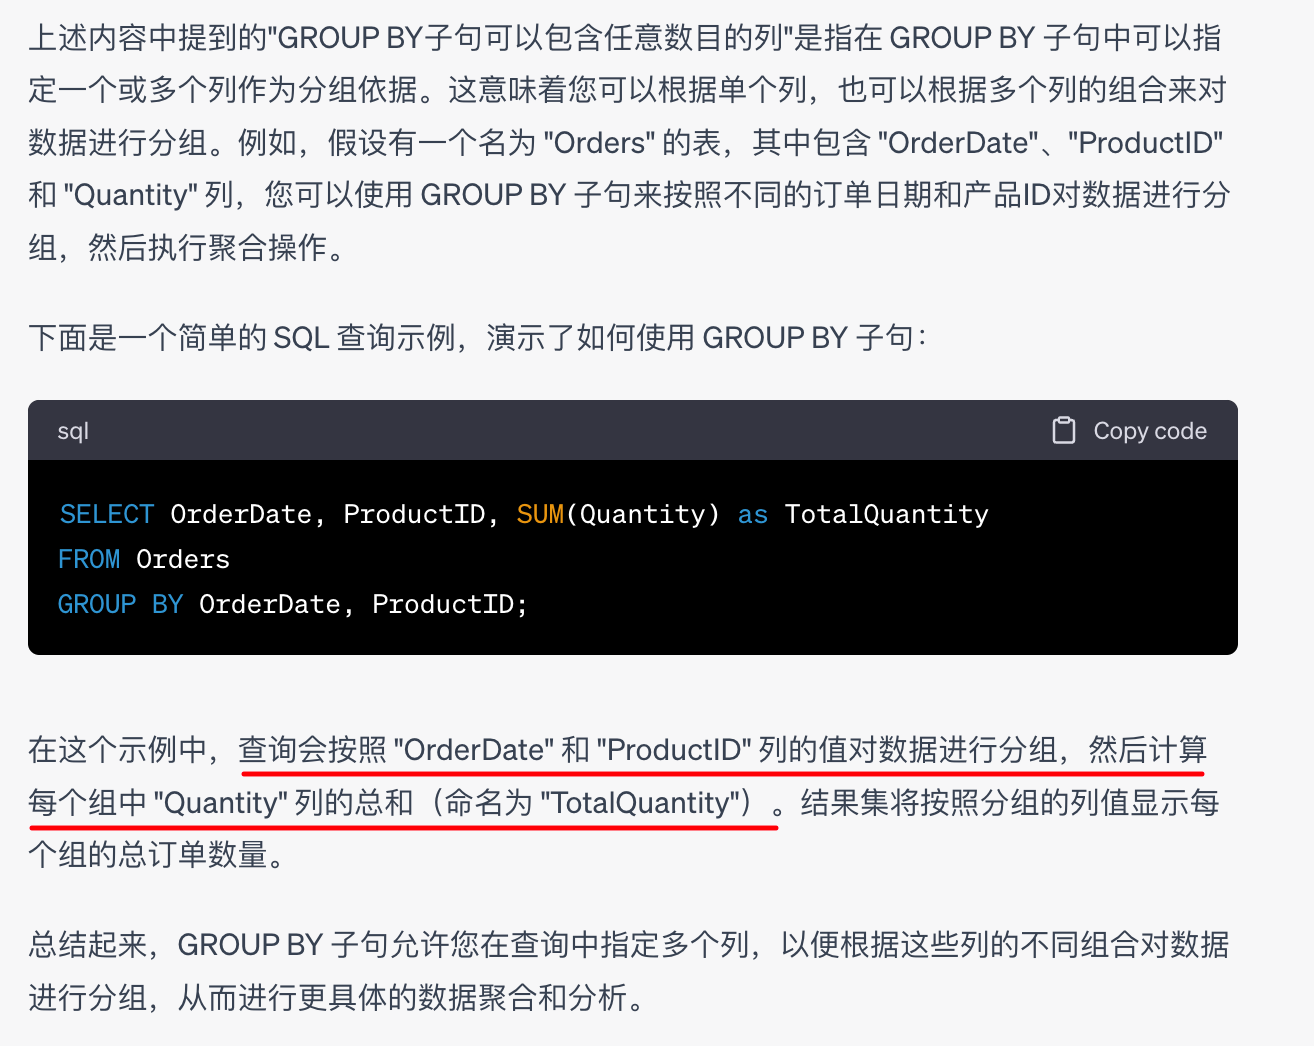 上述内容中提到的"GROUP BY子句可以包含任意数目的列"是指在 GROUP BY 子句中可以指
定一个或多个列作为分组依据。这意味着您可以根据单个列，也可以根据多个列的组合来对
数据进行分组。例如，假设有一个名为 "Orders" 的表，其中包含 "OrderDate"、"ProductID"
和 "Quantity" 列，您可以使用 GROUP BY 子句来按照不同的订单日期和产品ID对数据进行分
组，然后执行聚合操作。
下面是一个简单的 SQL 查询示例，演示了如何使用 GROUP BY 子句：
sql
Copy code
SELECT OrderDate, ProductID, SUM(Quantity) as TotalQuantity
FROM Orders
GROUP BY OrderDate, ProductID;
在这个示例中，查询会按照 "OrderDate" 和 "ProductID" 列的值对数据进行分组，然后计算
每个组中 "Quantity" 列的总和（命名为 "TotalQuantity"）。结果集将按照分组的列值显示每
个组的总订单数量。
总结起来，GROUP BY 子句允许您在查询中指定多个列，以便根据这些列的不同组合对数据
进行分组，从而进行更具体的数据聚合和分析。